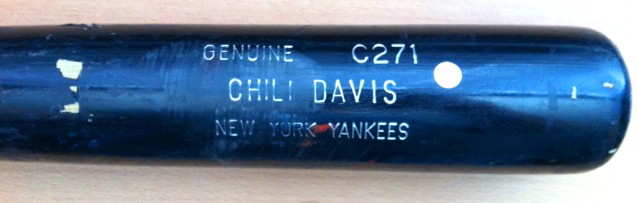 GENUINE C271
CHILI DAVIS
NEW YORK YANKEES